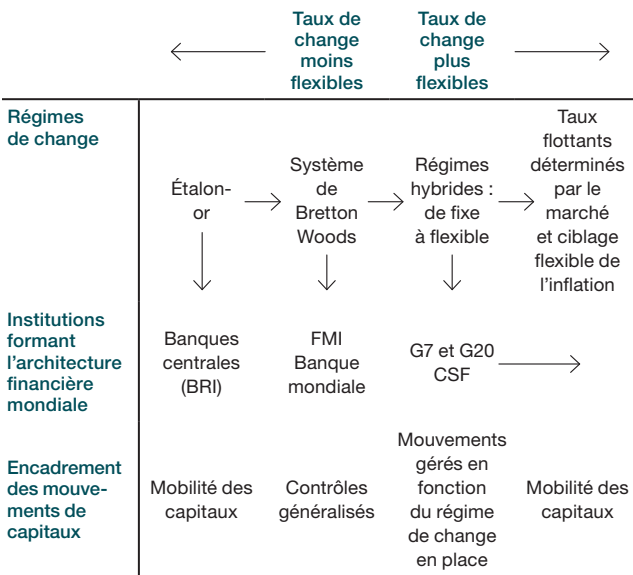 Taux de
change
moins
flexibles
Taux de
change
plus
flexibles
Régimes
de change
Étalon-
or
Système
de
Bretton
Woods
Régimes
hybrides :
de fixe
à flexible
Taux
flottants
déterminés
par le
marché
et ciblage
flexible de
l'inflation
Institutions
formant
l'architecture
financière
mondiale
Banques
centrales
(BRI)
FMI
Banque
mondiale
G7 et G20
CSF
Encadrement
des mouve-
ments de
capitaux
Mobilité des
capitaux
Contrôles
généralisés
Mouvements
gérés en
fonction
du régime
de change
en place
Mobilité des
capitaux